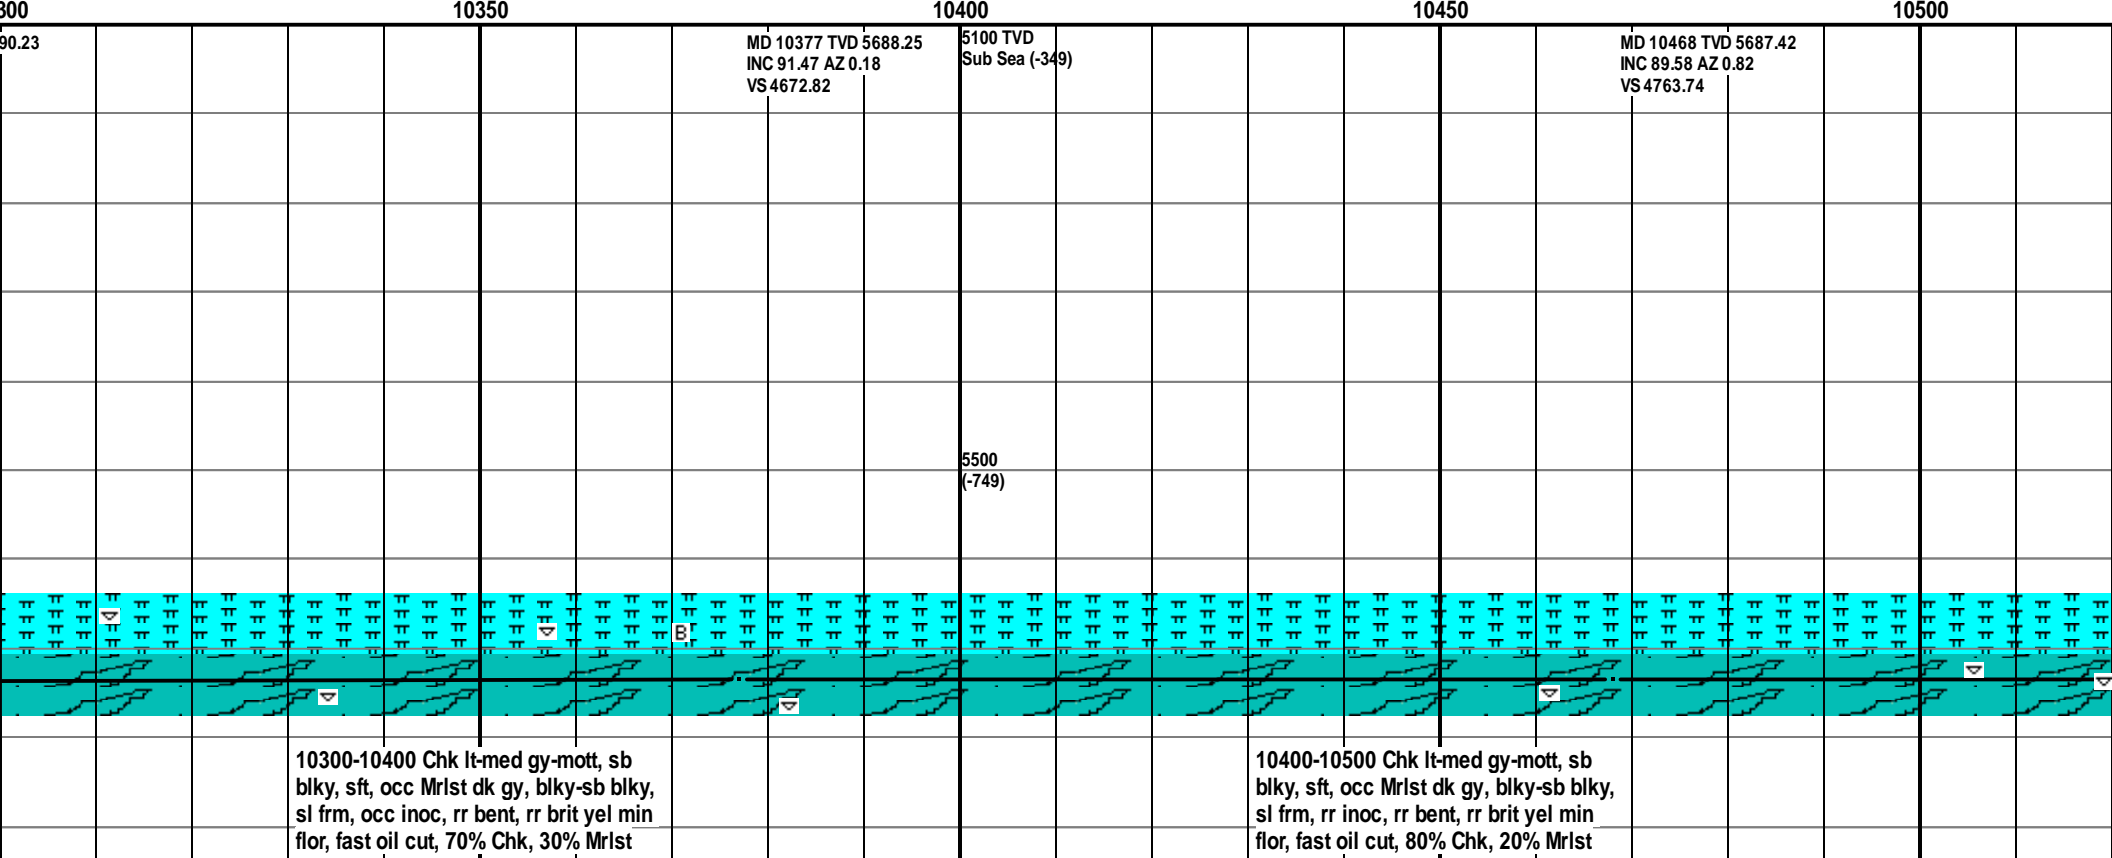 300 10350 10400 10450 10500
90.23
MD 10377 TVD 5688.25
INC 91.47 AZ 0.18
VS 4672.82
5100 TVD
Sub Sea (-349)
MD 10468 TVD 5687.42
INC 89.58 AZ 0.82
VS 4763.74
5500
(-749)
B
10300-10400 Chk lt-med gy-mott, sb
blky, sft, occ Mrlst dk gy, blky-sb blky,
sl frm, occ inoc, rr bent, rr brit yel min
flor, fast oil cut, 70% Chk, 30% Mrlst
10400-10500 Chk lt-med gy-mott, sb
blky, sft, occ Mrlst dk gy, blky-sb blky,
sl frm, rr inoc, rr bent, rr brit yel min
flor, fast oil cut, 80% Chk, 20% Mrlst